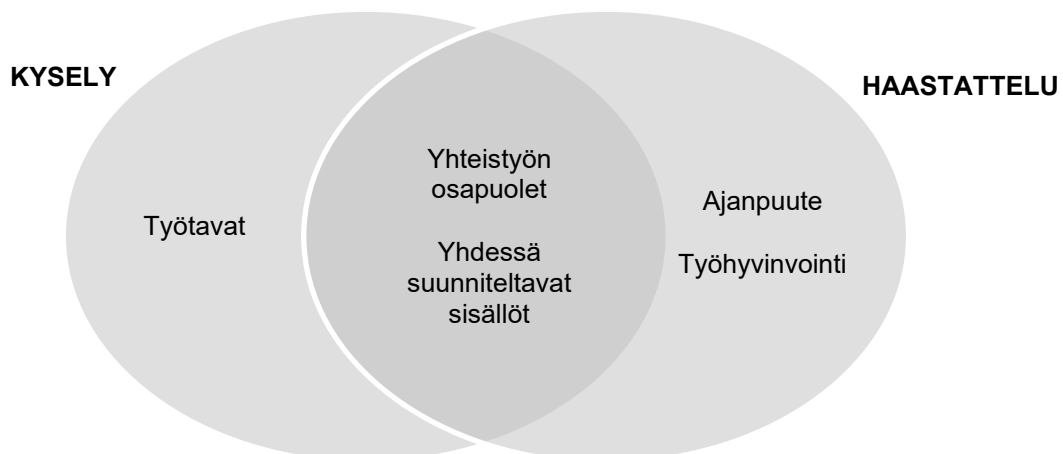 KYSELY
HAASTATTELU
Työtavat
Yhteistyön
osapuolet
Yhdessä
suunniteltavat
sisällöt
Ajanpuute
Työhyvinvointi